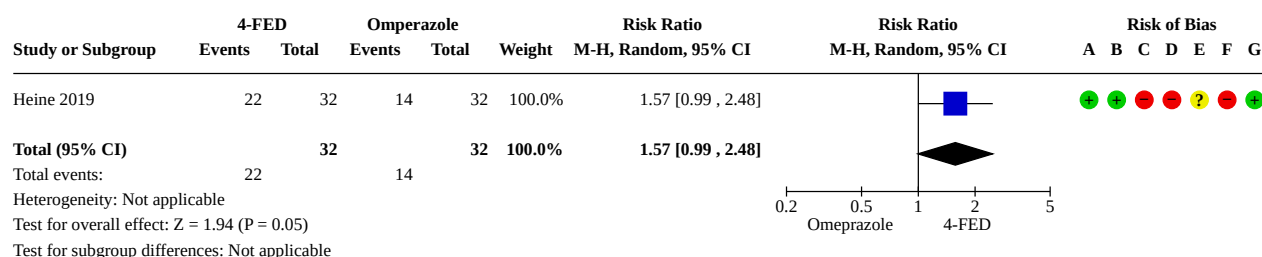 4-FED Omperazole Risk Ratio Risk Ratio Risk of Bias
Study or Subgroup Events Total Events Total Weight M-H, Random, 95% CI M-H, Random, 95% CI A B C D E F G
Heine 2019 22 32 14 32 100.0% 1.57 [0.99 , 2.48] + + − − ? − +
Total (95% CI) 32 32 100.0% 1.57 [0.99 , 2.48]
Total events: 22 14
Heterogeneity: Not applicable
0.2 0.5 1 2 5
Test for overall effect: Z = 1.94 (P = 0.05)
Omeprazole 4-FED
Test for subgroup differences: Not applicable